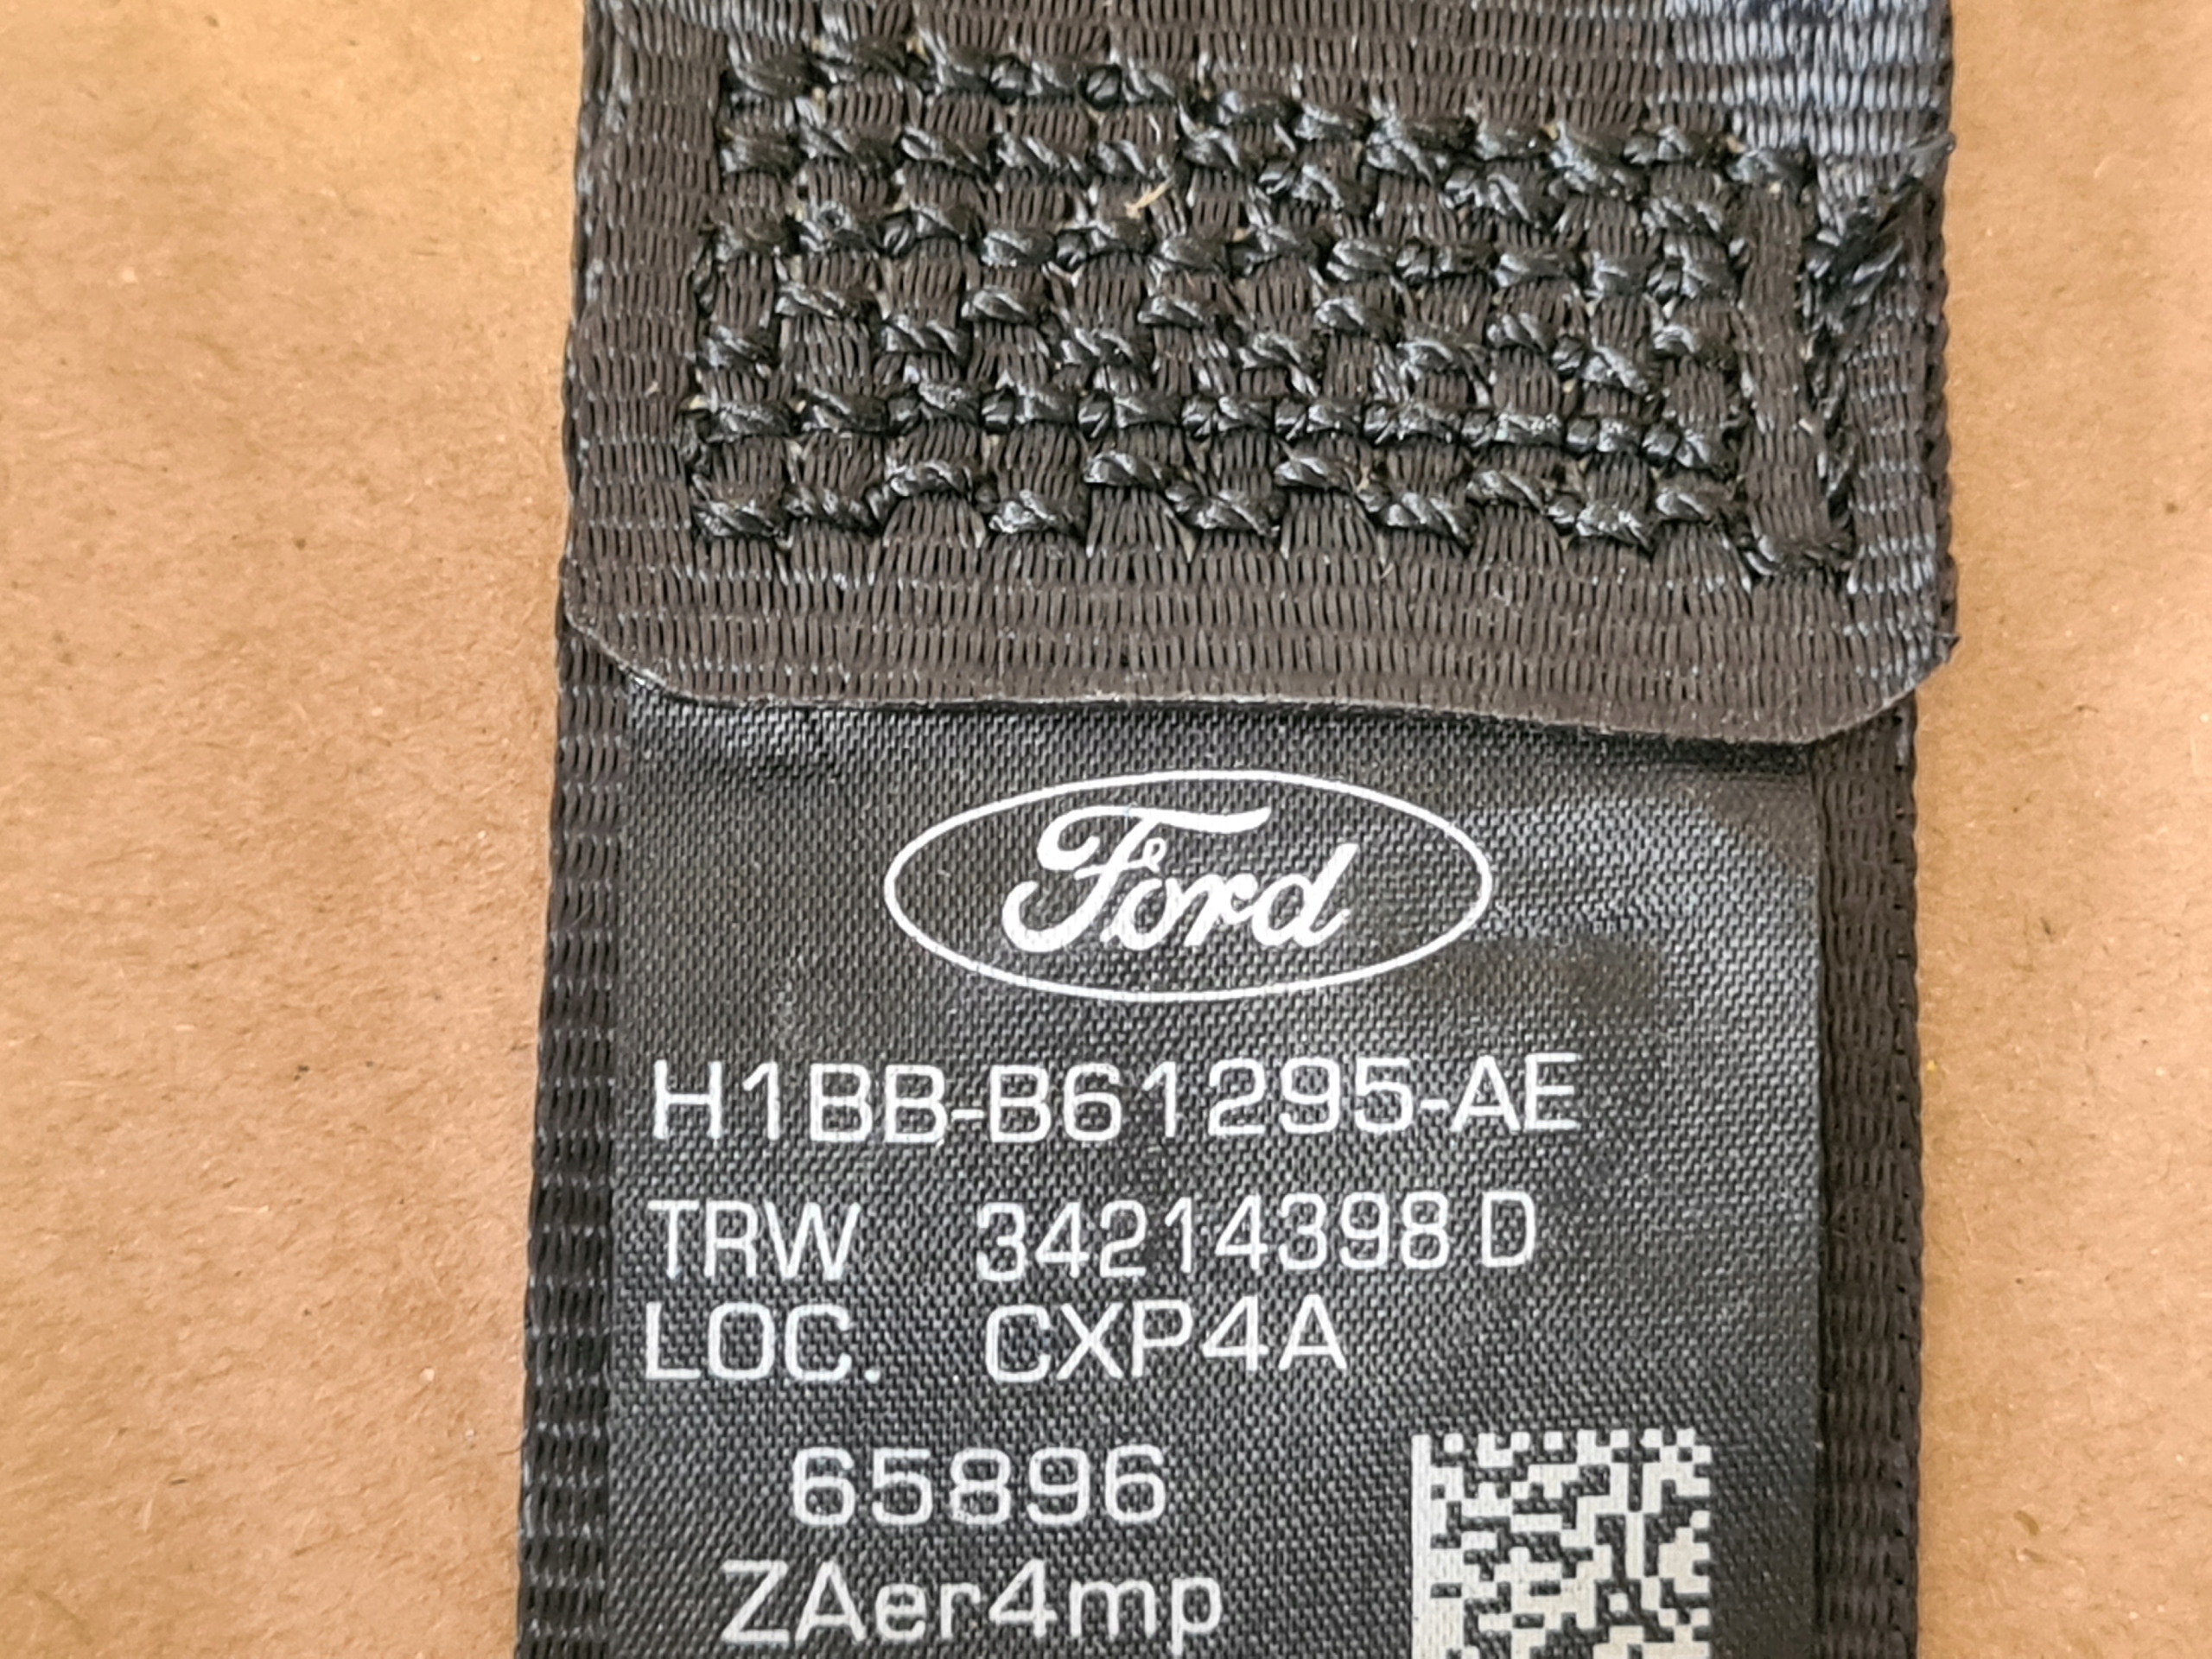 Ford
H1BB-B61295-AE
TRW 34214398 D
LOC. CXP4A
65896
ZAer4mp